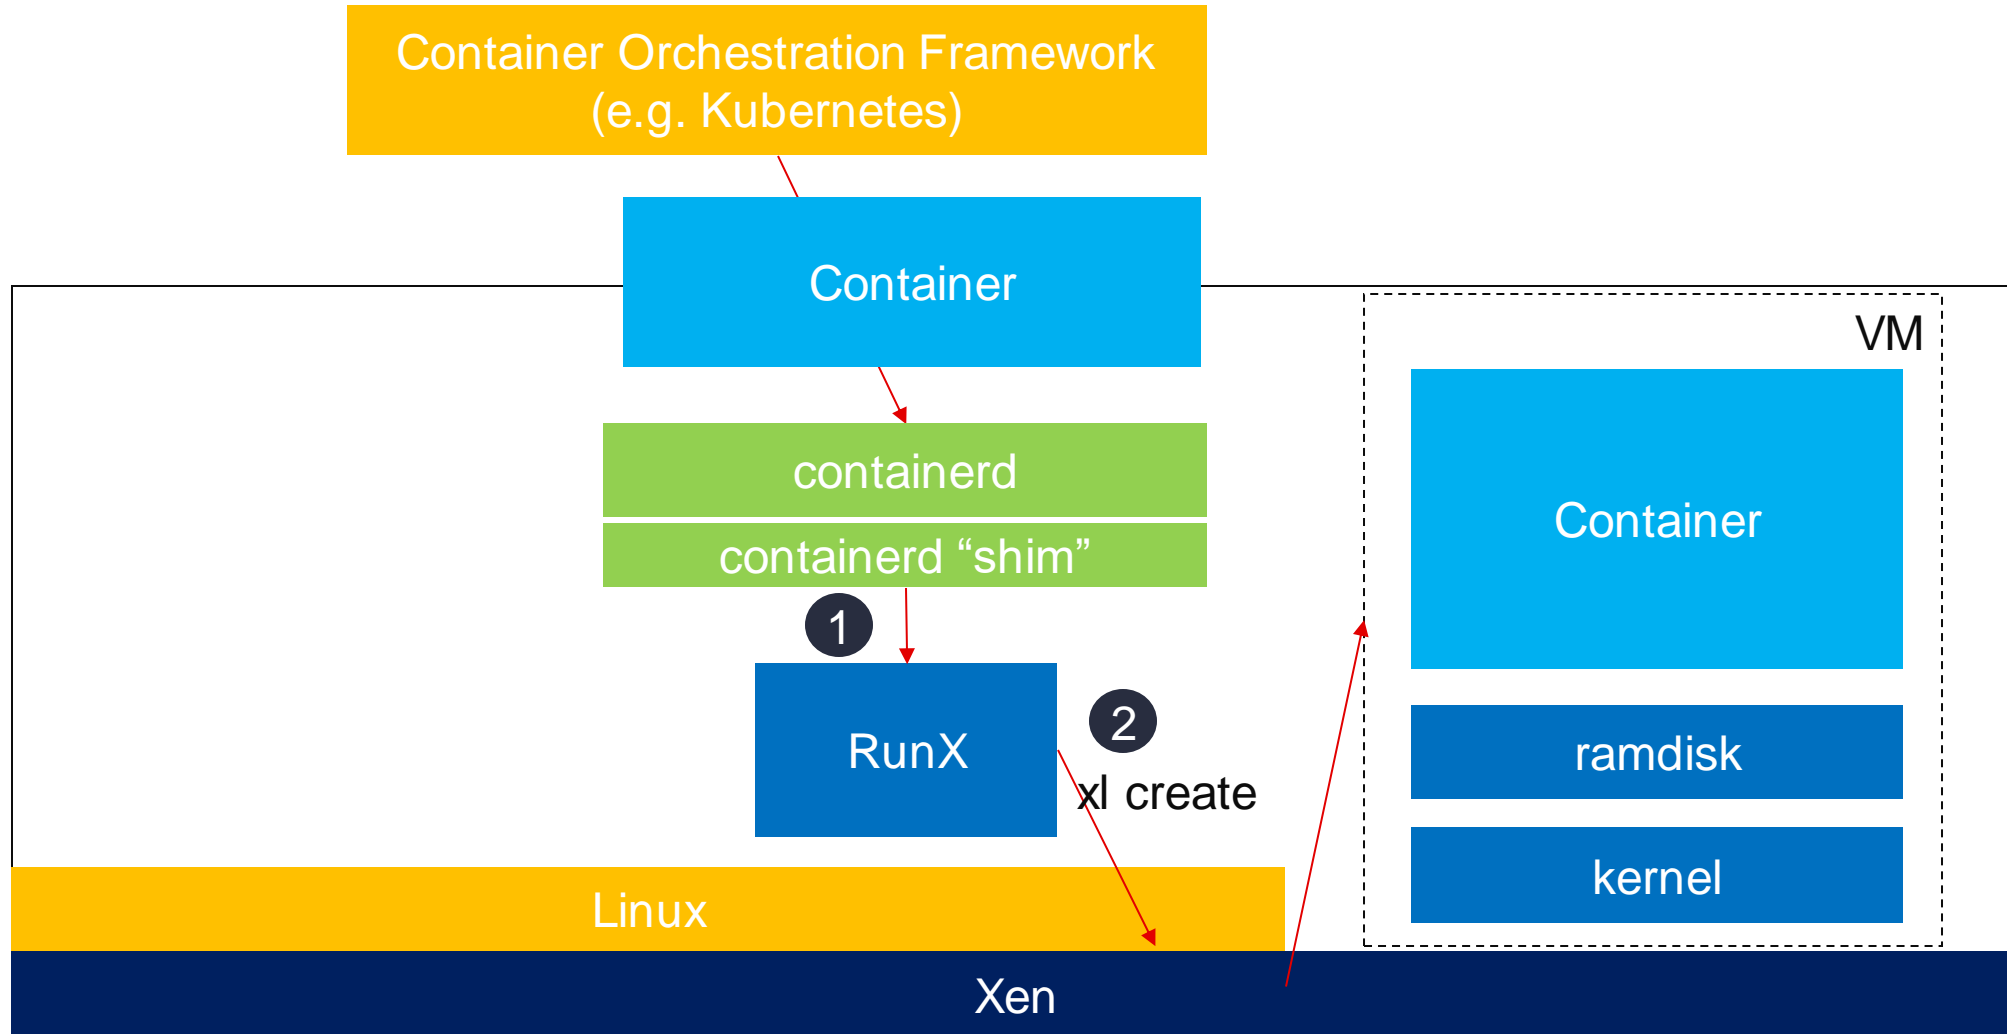 Container Orchestration Framework
(e.g. Kubernetes)
Container
VM
containerd
Container
containerd “shim”
1
2
RunX
xl create
ramdisk
kernel
Linux
Xen